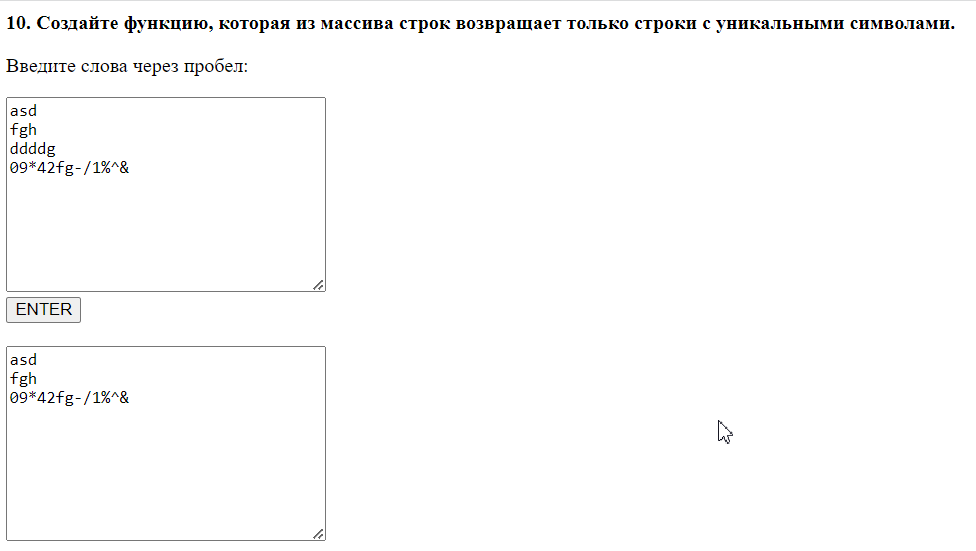 10. Создайте функцию, которая из массива строк возвращает только строки с уникальными символами.
Введите слова через пробел:
asd
fgh
ddddg
09*42fg-/1%^&
ENTER
asd
fgh
09*42fg-/1%^&